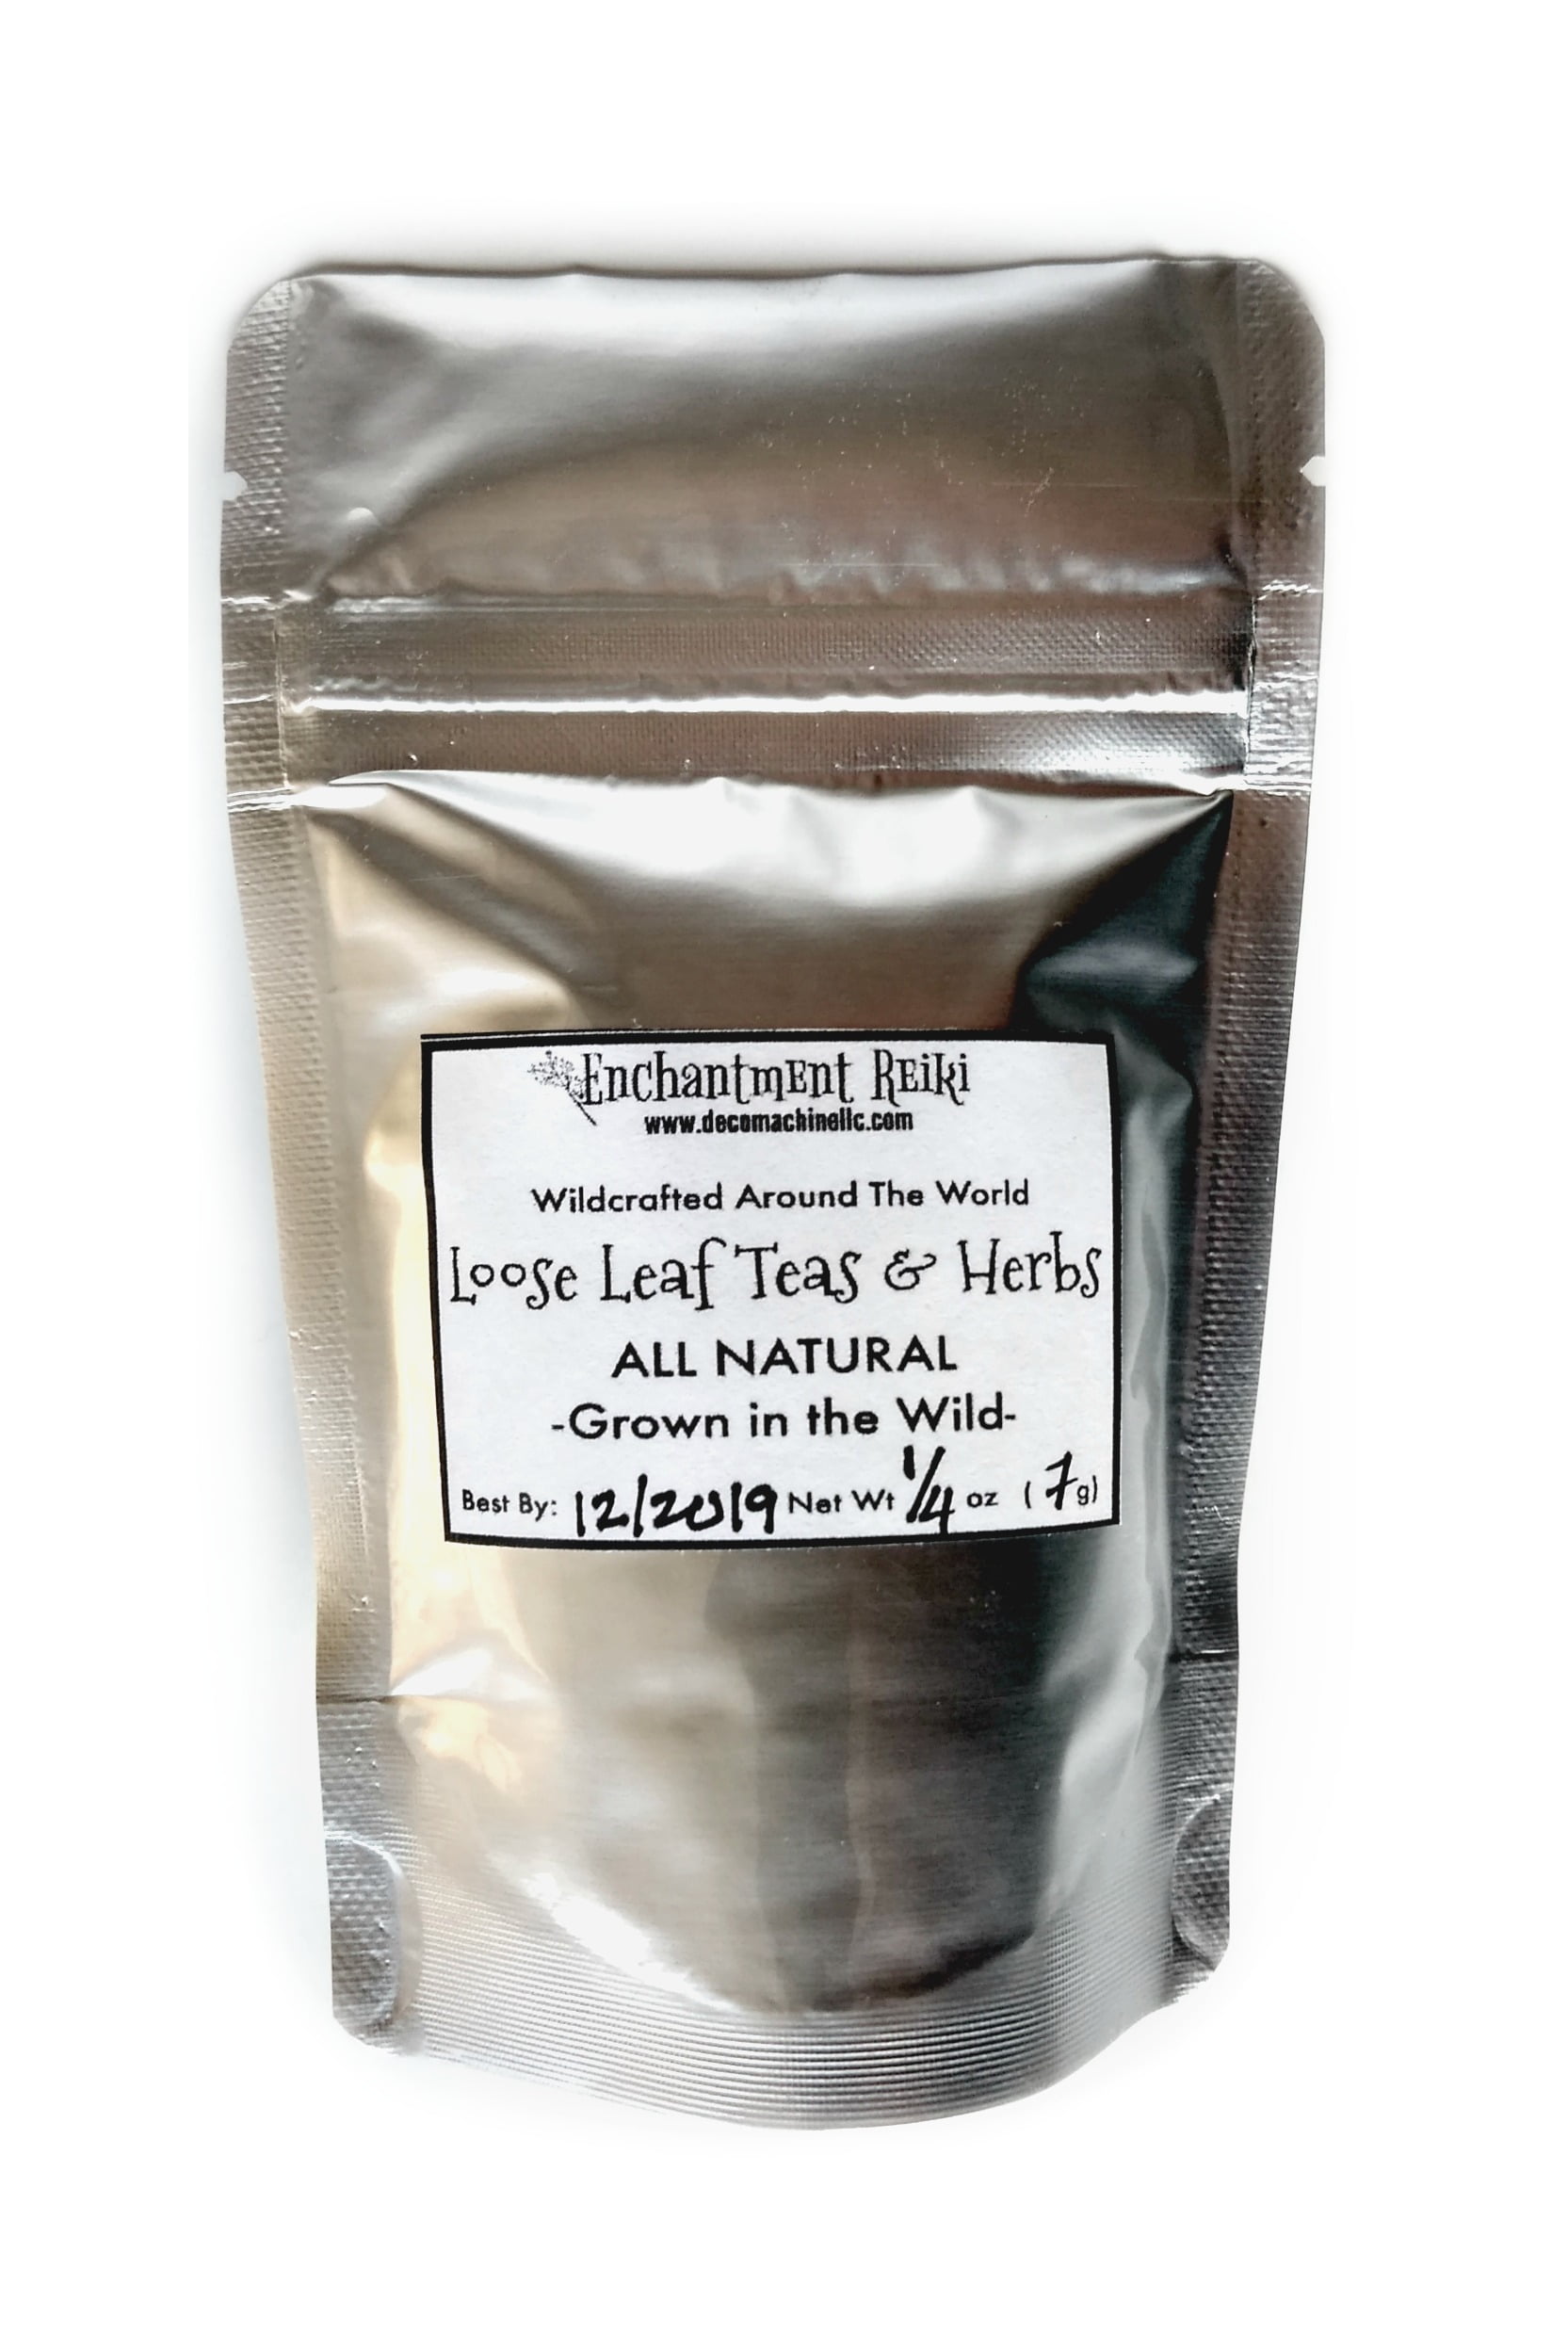 EnchantmEnt REiki
www.decomachinellc.com
Wildcrafted Around The World
Loose Leaf Teas & Herbs
ALL NATURAL
-Grown in the Wild-
Best By: 12/2019 Net Wt 1/4 oz (7g)